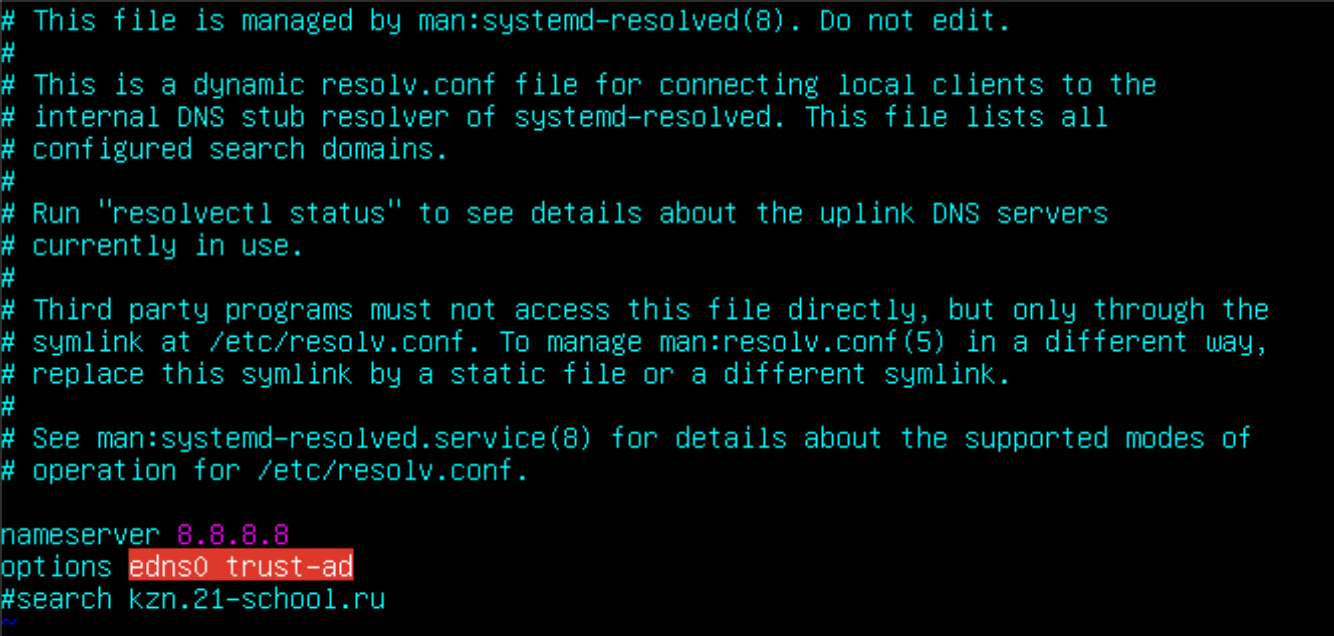 # This file is managed by man:systemd-resolved(8). Do not edit.
#
# This is a dynamic resolv.conf file for connecting local clients to the
# internal DNS stub resolver of systemd-resolved. This file lists all
# configured search domains.
#
# Run "resolvectl status" to see details about the uplink DNS servers
# currently in use.
#
# Third party programs must not access this file directly, but only through the
# symlink at /etc/resolv.conf. To manage man:resolv.conf(5) in a different way,
# replace this symlink by a static file or a different symlink.
#
# See man:systemd-resolved.service(8) for details about the supported modes of
# operation for /etc/resolv.conf.

nameserver 8.8.8.8
options edns0 trust-ad
#search kzn.21-school.ru
~